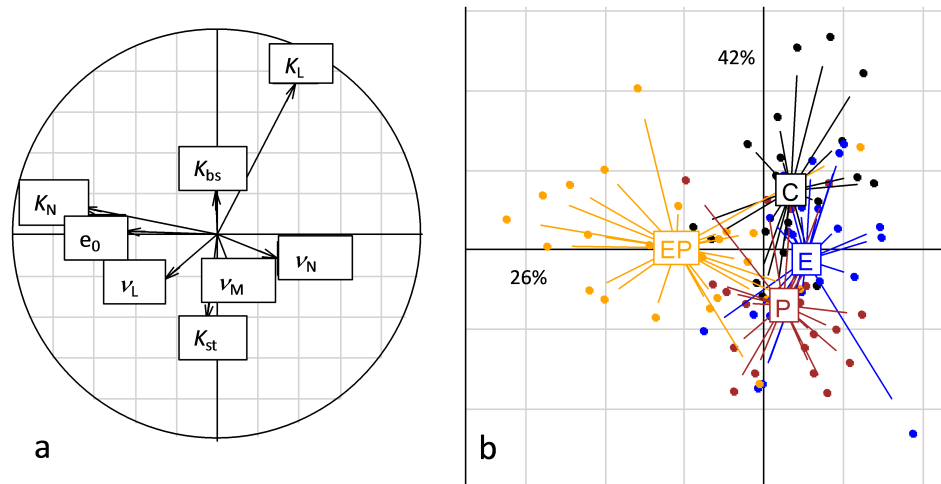 K_L
K_bs
K_N
e_0
ν_L
ν_M
ν_N
K_st
a
42%
C
EP
E
26%
P
b